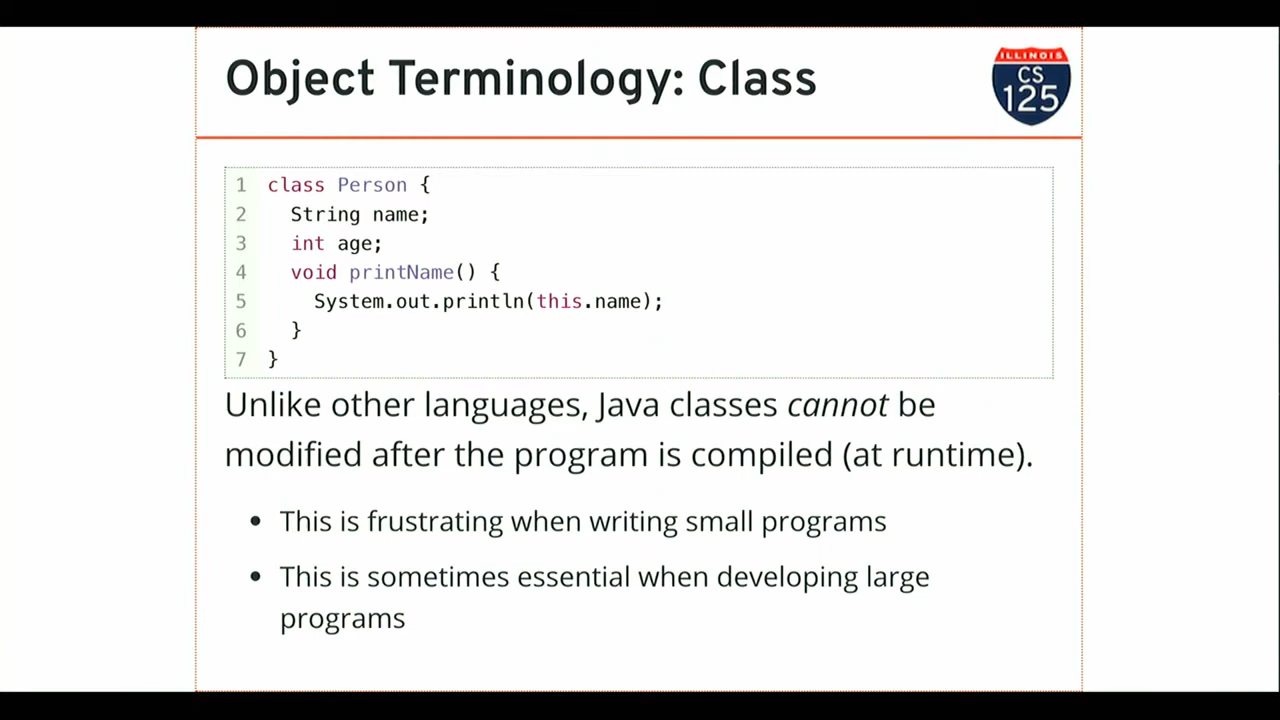 Object Terminology: Class
ILLINOIS
CS
125
1 class Person {
2   String name;
3   int age;
4   void printName() {
5     System.out.println(this.name);
6   }
7 }
Unlike other languages, Java classes cannot be
modified after the program is compiled (at runtime).
• This is frustrating when writing small programs
• This is sometimes essential when developing large
programs